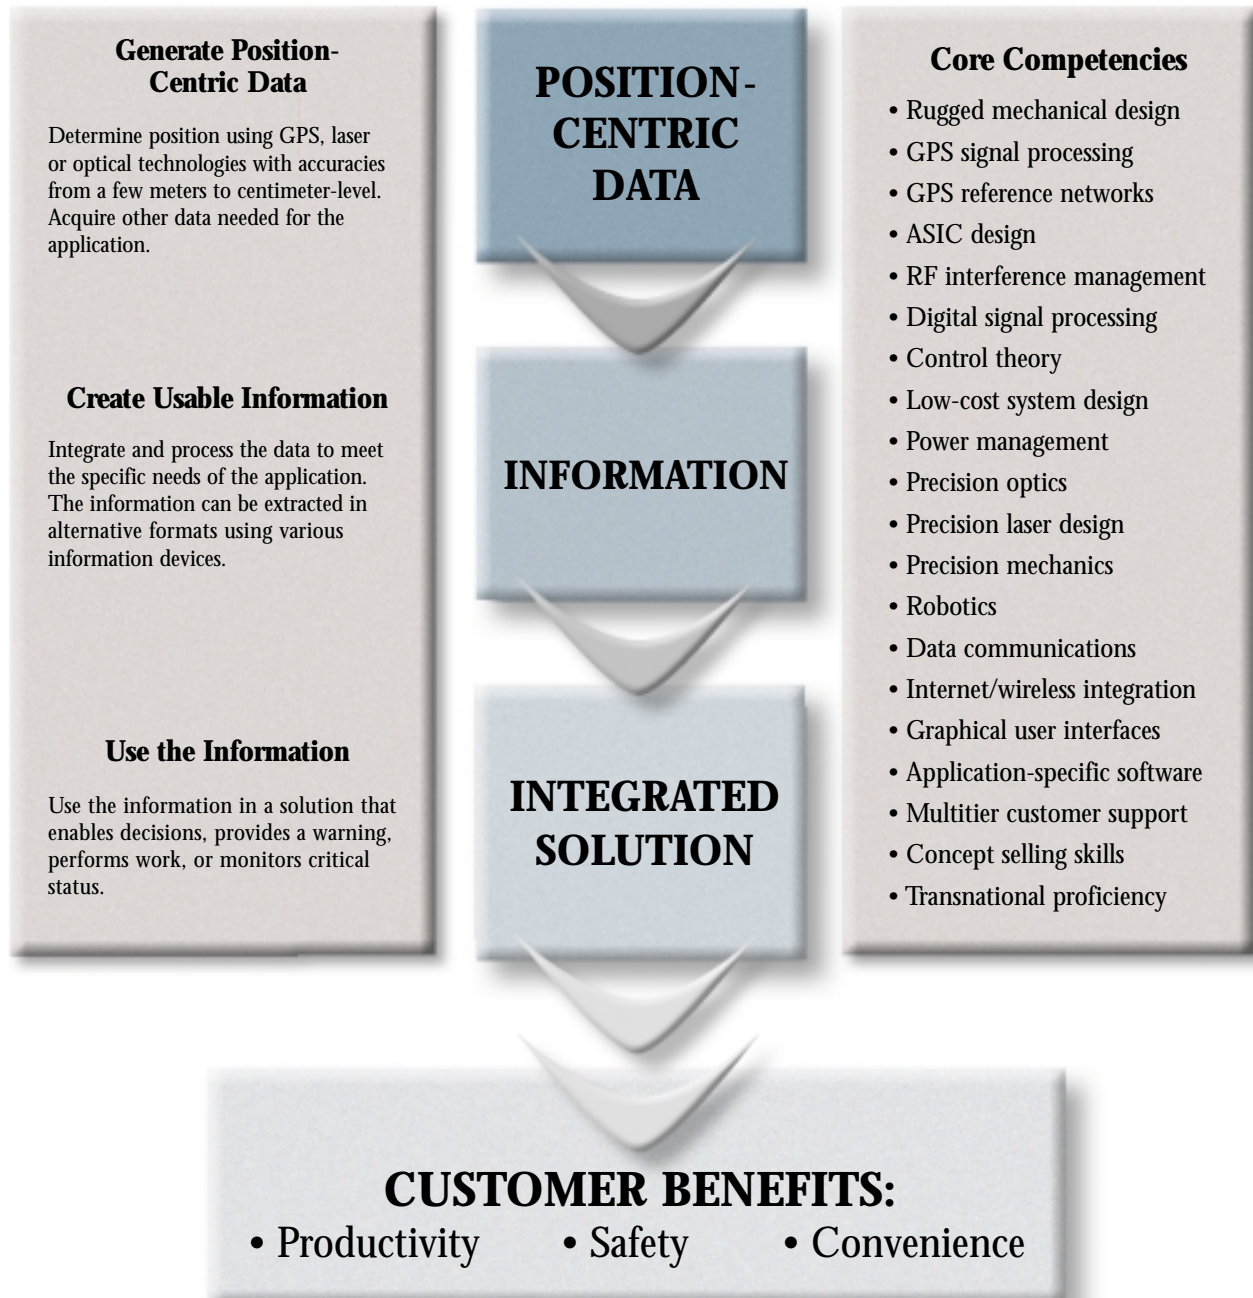 Generate Position-
Centric Data
Determine position using GPS, laser
or optical technologies with accuracies
from a few meters to centimeter-level.
Acquire other data needed for the
application.
Create Usable Information
Integrate and process the data to meet
the specific needs of the application.
The information can be extracted in
alternative formats using various
information devices.
Use the Information
Use the information in a solution that
enables decisions, provides a warning,
performs work, or monitors critical
status.
POSITION-
CENTRIC
DATA
INFORMATION
INTEGRATED
SOLUTION
Core Competencies
• Rugged mechanical design
• GPS signal processing
• GPS reference networks
• ASIC design
• RF interference management
• Digital signal processing
• Control theory
• Low-cost system design
• Power management
• Precision optics
• Precision laser design
• Precision mechanics
• Robotics
• Data communications
• Internet/wireless integration
• Graphical user interfaces
• Application-specific software
• Multitier customer support
• Concept selling skills
• Transnational proficiency
CUSTOMER BENEFITS:
• Productivity • Safety • Convenience